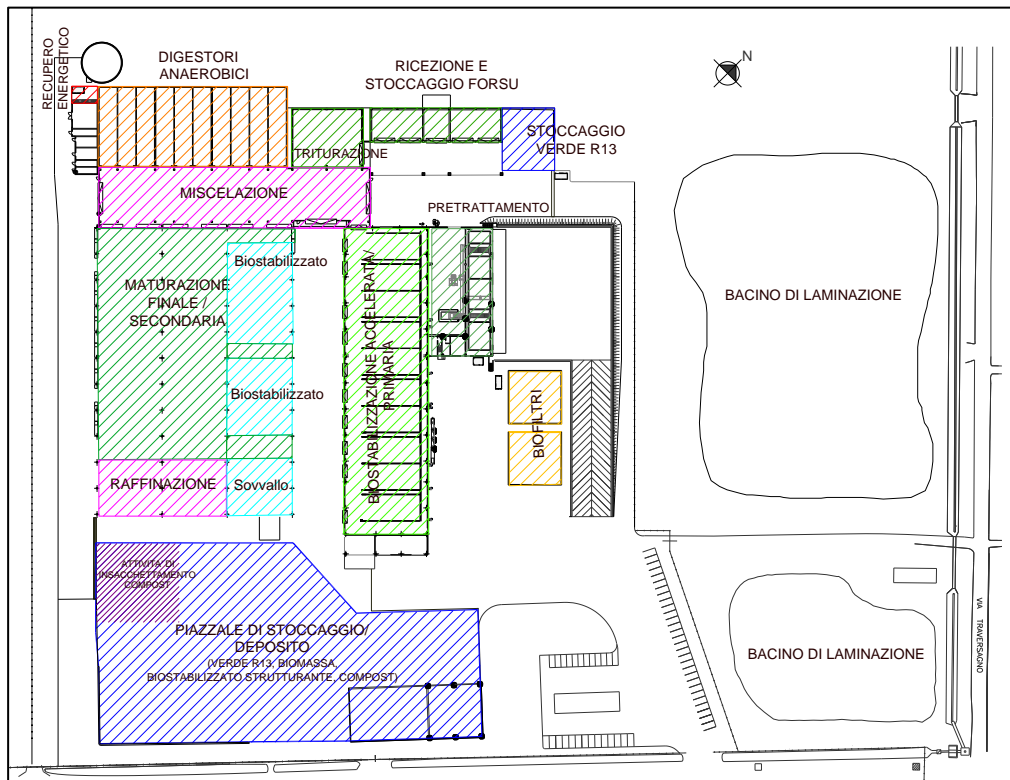 RECUPERO
ENERGETICO
DIGESTORI
ANAEROBICI
RICEZIONE E
STOCCAGGIO FORSU
N
STOCCAGGIO
VERDE R13
TRITURAZIONE
MISCELAZIONE
PRETRATTAMENTO
Biostabilizzato
MATURAZIONE
FINALE /
SECONDARIA
BIOSTABILIZZAZIONE ACCELERATA/
PRIMARIA
BACINO DI LAMINAZIONE
Biostabilizzato
BIOFILTRI
RAFFINAZIONE
Sovvallo
ATTIVITÀ DI
INSACCHETTAMENTO
COMPOST
PIAZZALE DI STOCCAGGIO/
DEPOSITO
(VERDE R13, BIOMASSA,
BIOSTABILIZZATO STRUTTURANTE, COMPOST)
BACINO DI LAMINAZIONE
VIA TRAVERSAGNO